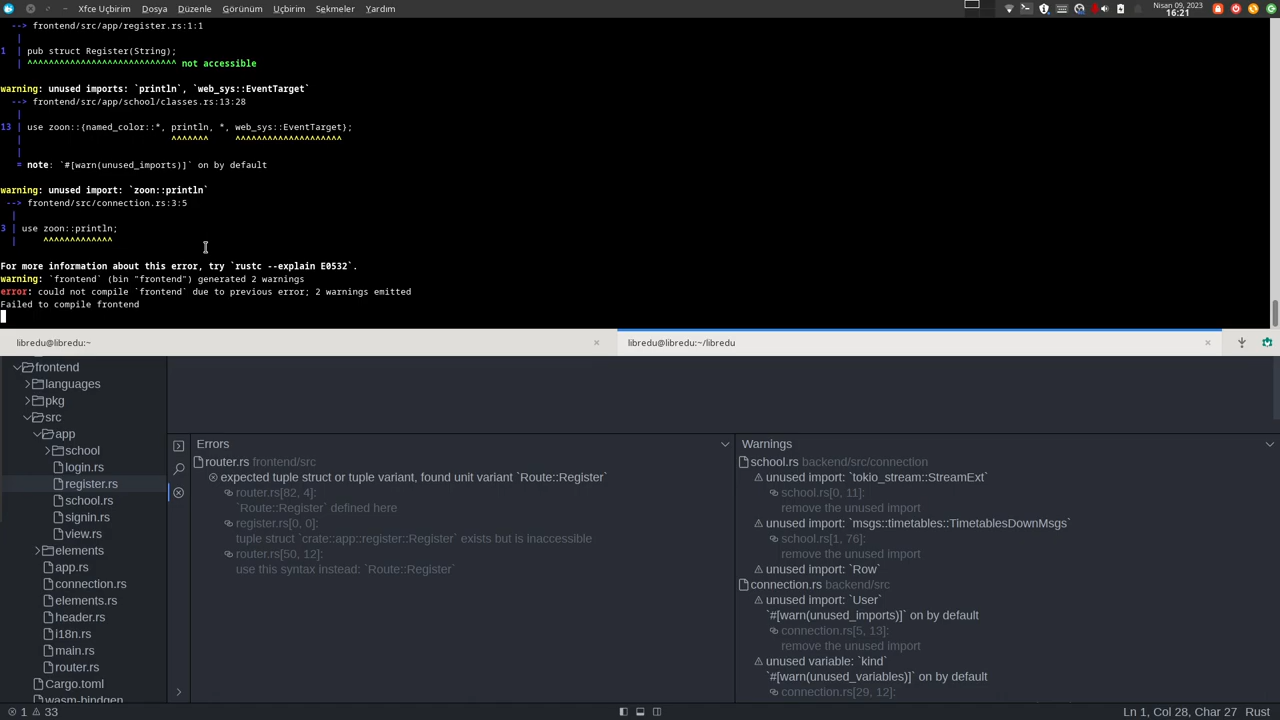 Xfce Uçbirim Dosya Düzenle Görünüm Uçbirim Sekmeler Yardım
Nisan 09, 2023
16:21
--> frontend/src/app/register.rs:1:1
|
1 | pub struct Register(String);
| ^^^^^^^^^^^^^^^^^^^^^^^^^^^^ not accessible
warning: unused imports: `println`, `web_sys::EventTarget`
--> frontend/src/app/school/classes.rs:13:28
|
13 | use zoon::{named_color::*, println, *, web_sys::EventTarget};
| ^^^^^^^ ^^^^^^^^^^^^^^^^^^^^
|
= note: `#[warn(unused_imports)]` on by default
warning: unused import: `zoon::println`
--> frontend/src/connection.rs:3:5
|
3 | use zoon::println;
| ^^^^^^^^^^^^^
For more information about this error, try `rustc --explain E0532`.
warning: `frontend` (bin "frontend") generated 2 warnings
error: could not compile `frontend` due to previous error; 2 warnings emitted
Failed to compile frontend
libredu@libredu:~
libredu@libredu:~/libredu
frontend
languages
pkg
src
app
school
login.rs
register.rs
school.rs
signin.rs
view.rs
elements
app.rs
connection.rs
elements.rs
header.rs
i18n.rs
main.rs
router.rs
Cargo.toml
wasm-bindgen
Errors
router.rs frontend/src
expected tuple struct or tuple variant, found unit variant `Route::Register`
router.rs[82, 4]:
`Route::Register` defined here
register.rs[0, 0]:
tuple struct `crate::app::register::Register` exists but is inaccessible
router.rs[50, 12]:
use this syntax instead: `Route::Register`
Warnings
school.rs backend/src/connection
unused import: `tokio_stream::StreamExt`
school.rs[0, 11]:
remove the unused import
unused import: `msgs::timetables::TimetablesDownMsgs`
school.rs[1, 76]:
remove the unused import
unused import: `Row`
connection.rs backend/src
unused import: `User`
`#[warn(unused_imports)]` on by default
connection.rs[5, 13]:
remove the unused import
unused variable: `kind`
`#[warn(unused_variables)]` on by default
connection.rs[29, 12]:
1 33
Ln 1, Col 28, Char 27 Rust